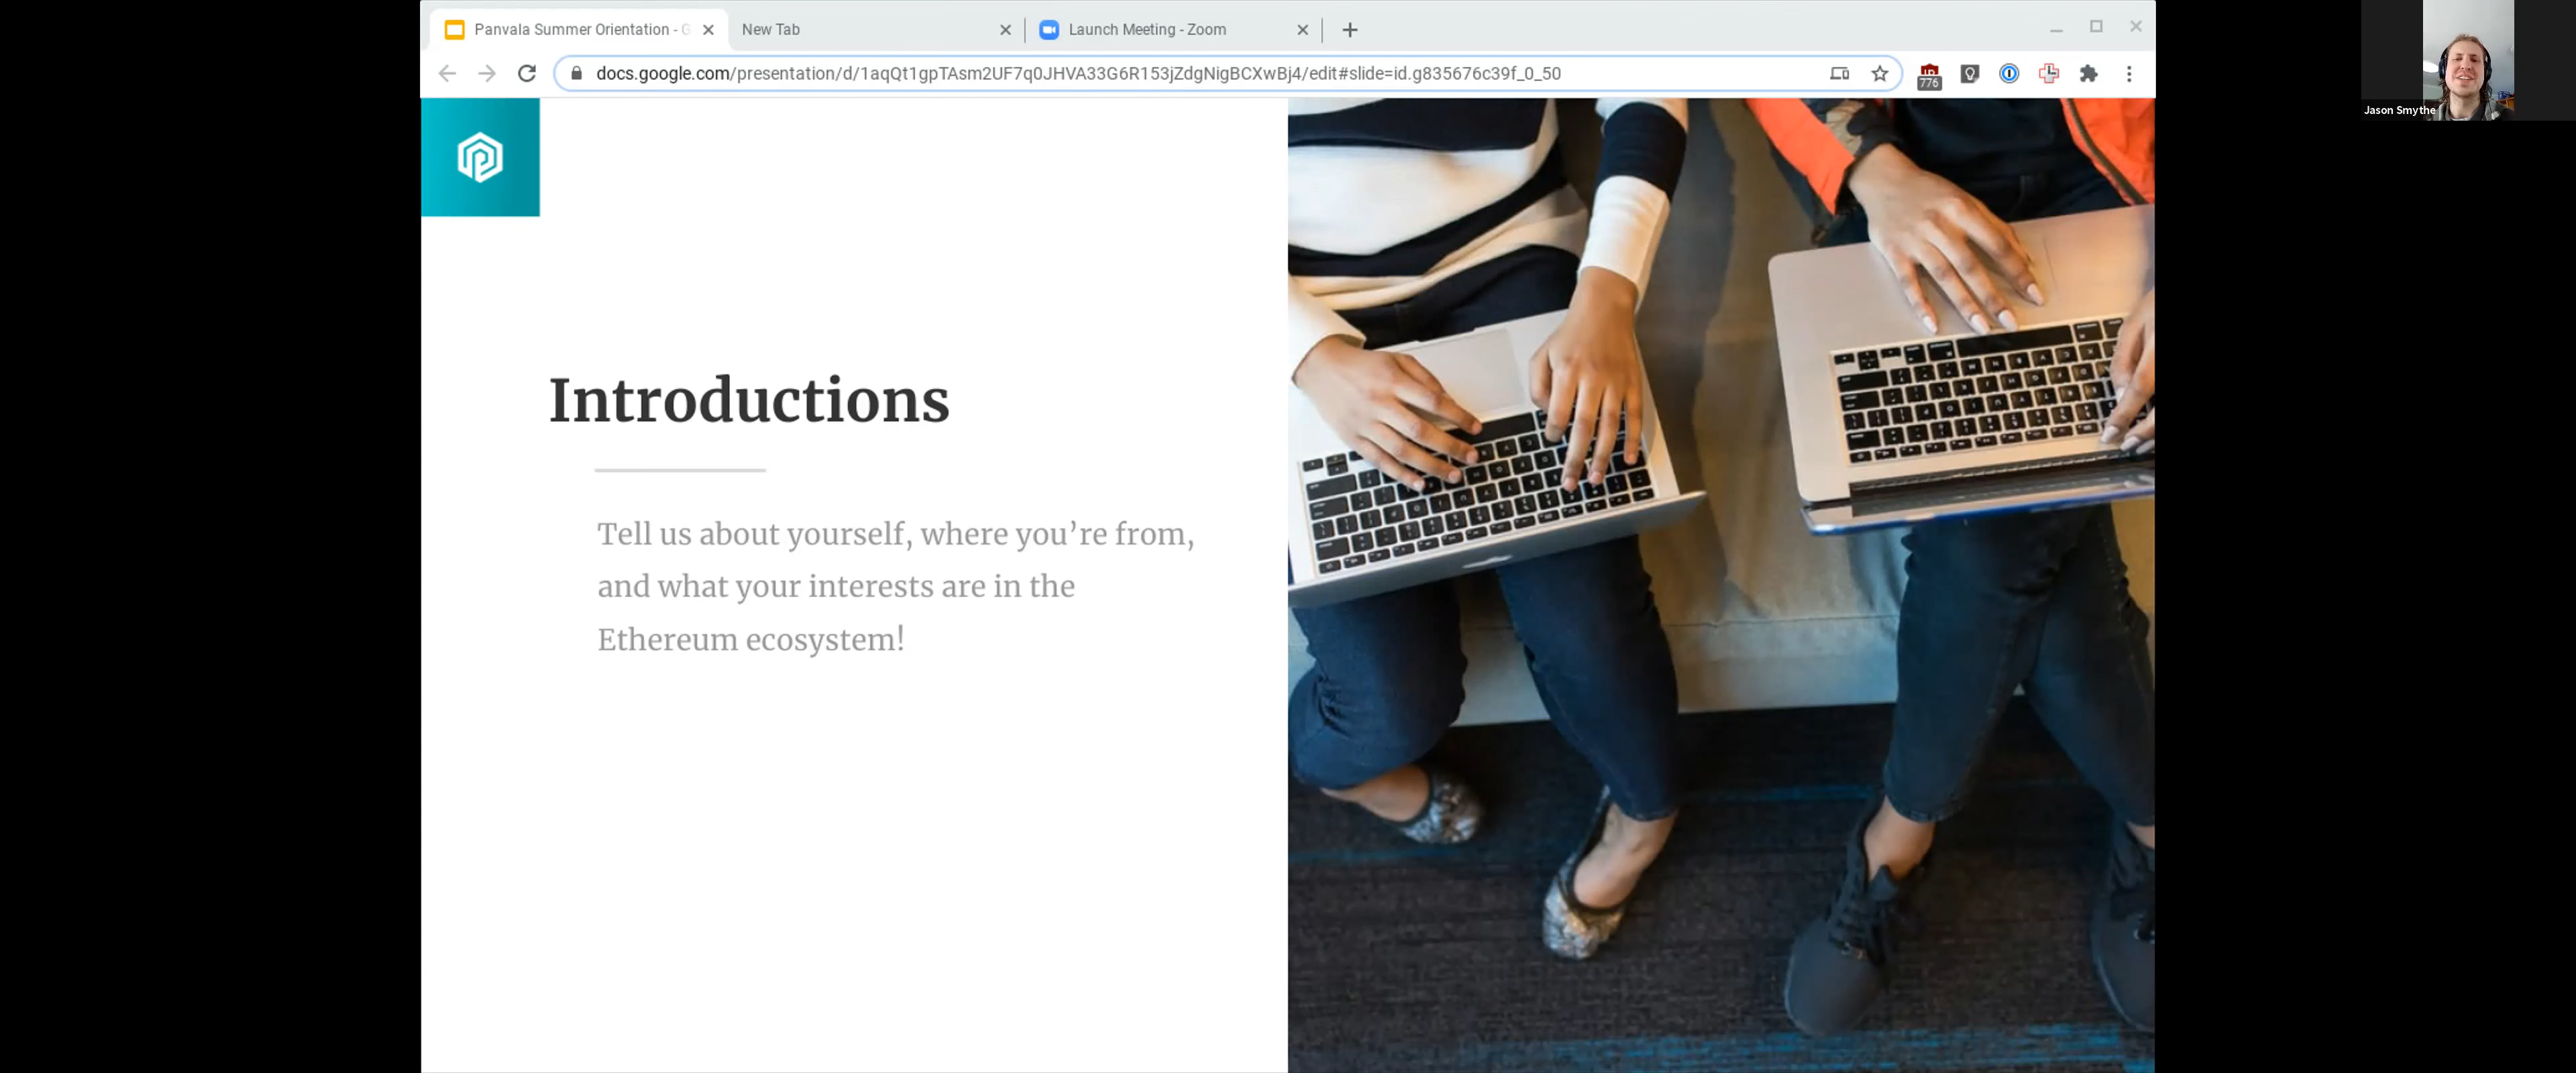 Panvala Summer Orientation - G
New Tab
Launch Meeting - Zoom
docs.google.com/presentation/d/1aqQt1gpTAsm2UF7q0JHVA33G6R153jZdgNigBCXwBj4/edit#slide=id.g835676c39f_0_50
776
Jason Smythe
Introductions
Tell us about yourself, where you’re from,
and what your interests are in the
Ethereum ecosystem!